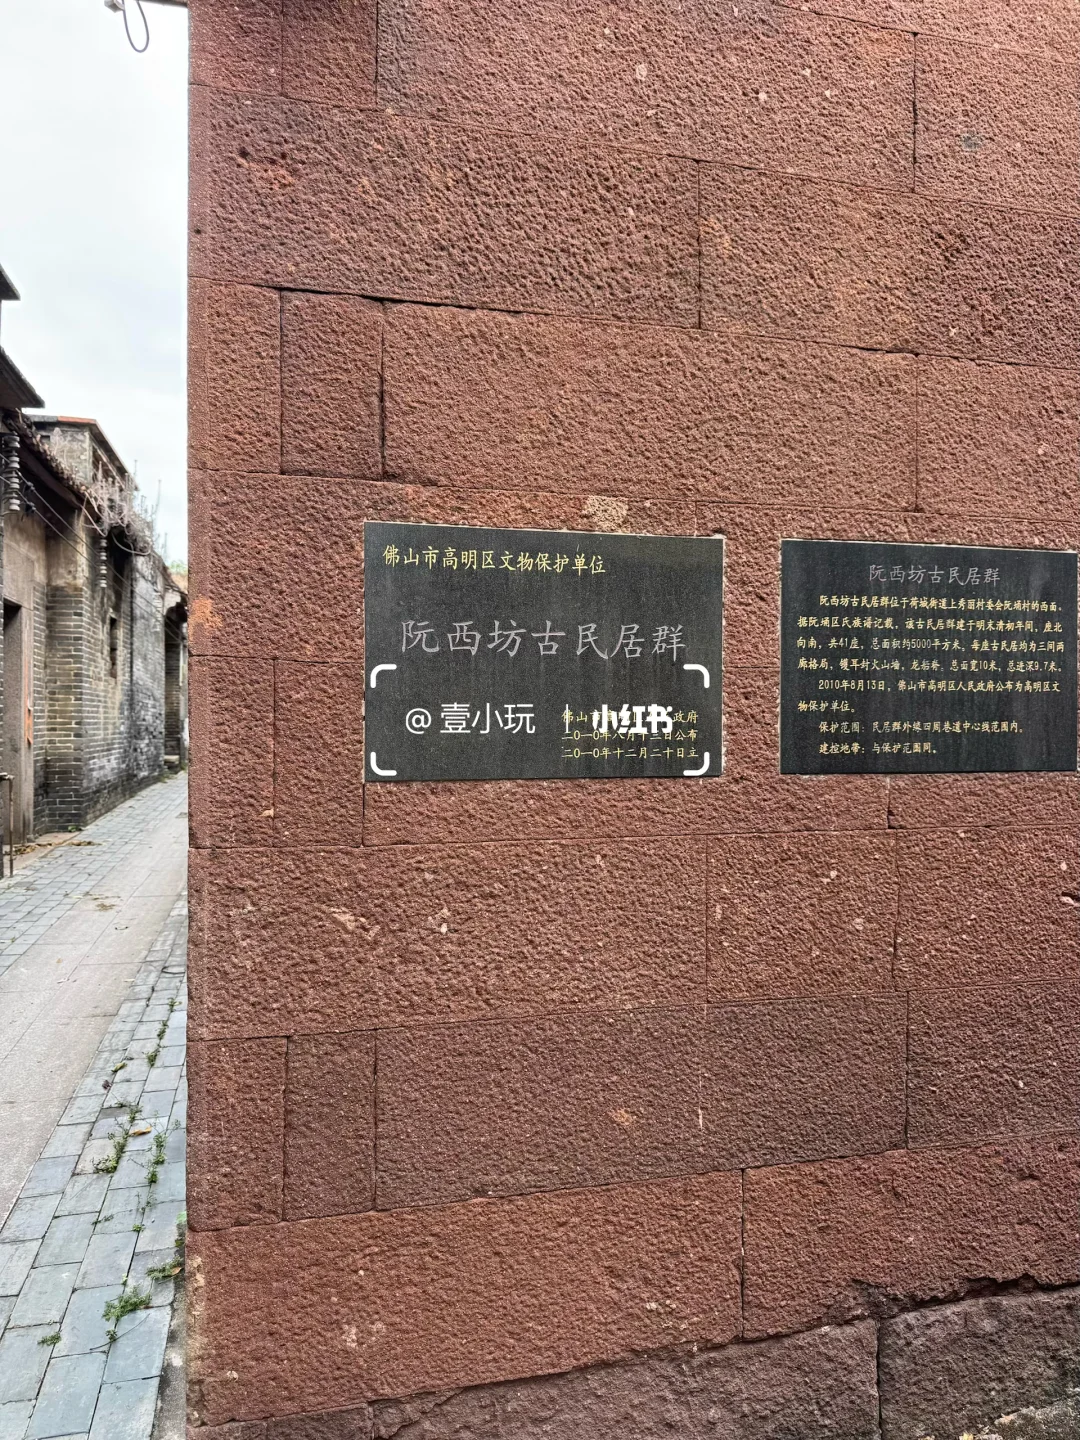 佛山市高明区文物保护单位
阮西坊古民居群
佛山市
政府
二〇一〇年八月十三日公布
二〇一〇年十二月二十日立
@壹小玩 | 小红书
阮西坊古民居群
阮西坊古民居群位于荷城街道上秀丽村委会阮埇村的西面。
据阮埇区氏族谱记载,该古民居群建于明末清初年间,座北
向南,共41座,总面积约5000平方米。每座古民居均为三间两
廊格局,镬耳封火山墙,龙船脊。总面宽10米,总进深9.7米。
2010年8月13日,佛山市高明区人民政府公布为高明区文
物保护单位。
保护范围:民居群外缘四周巷道中心线范围内。
建控地带:与保护范围同。